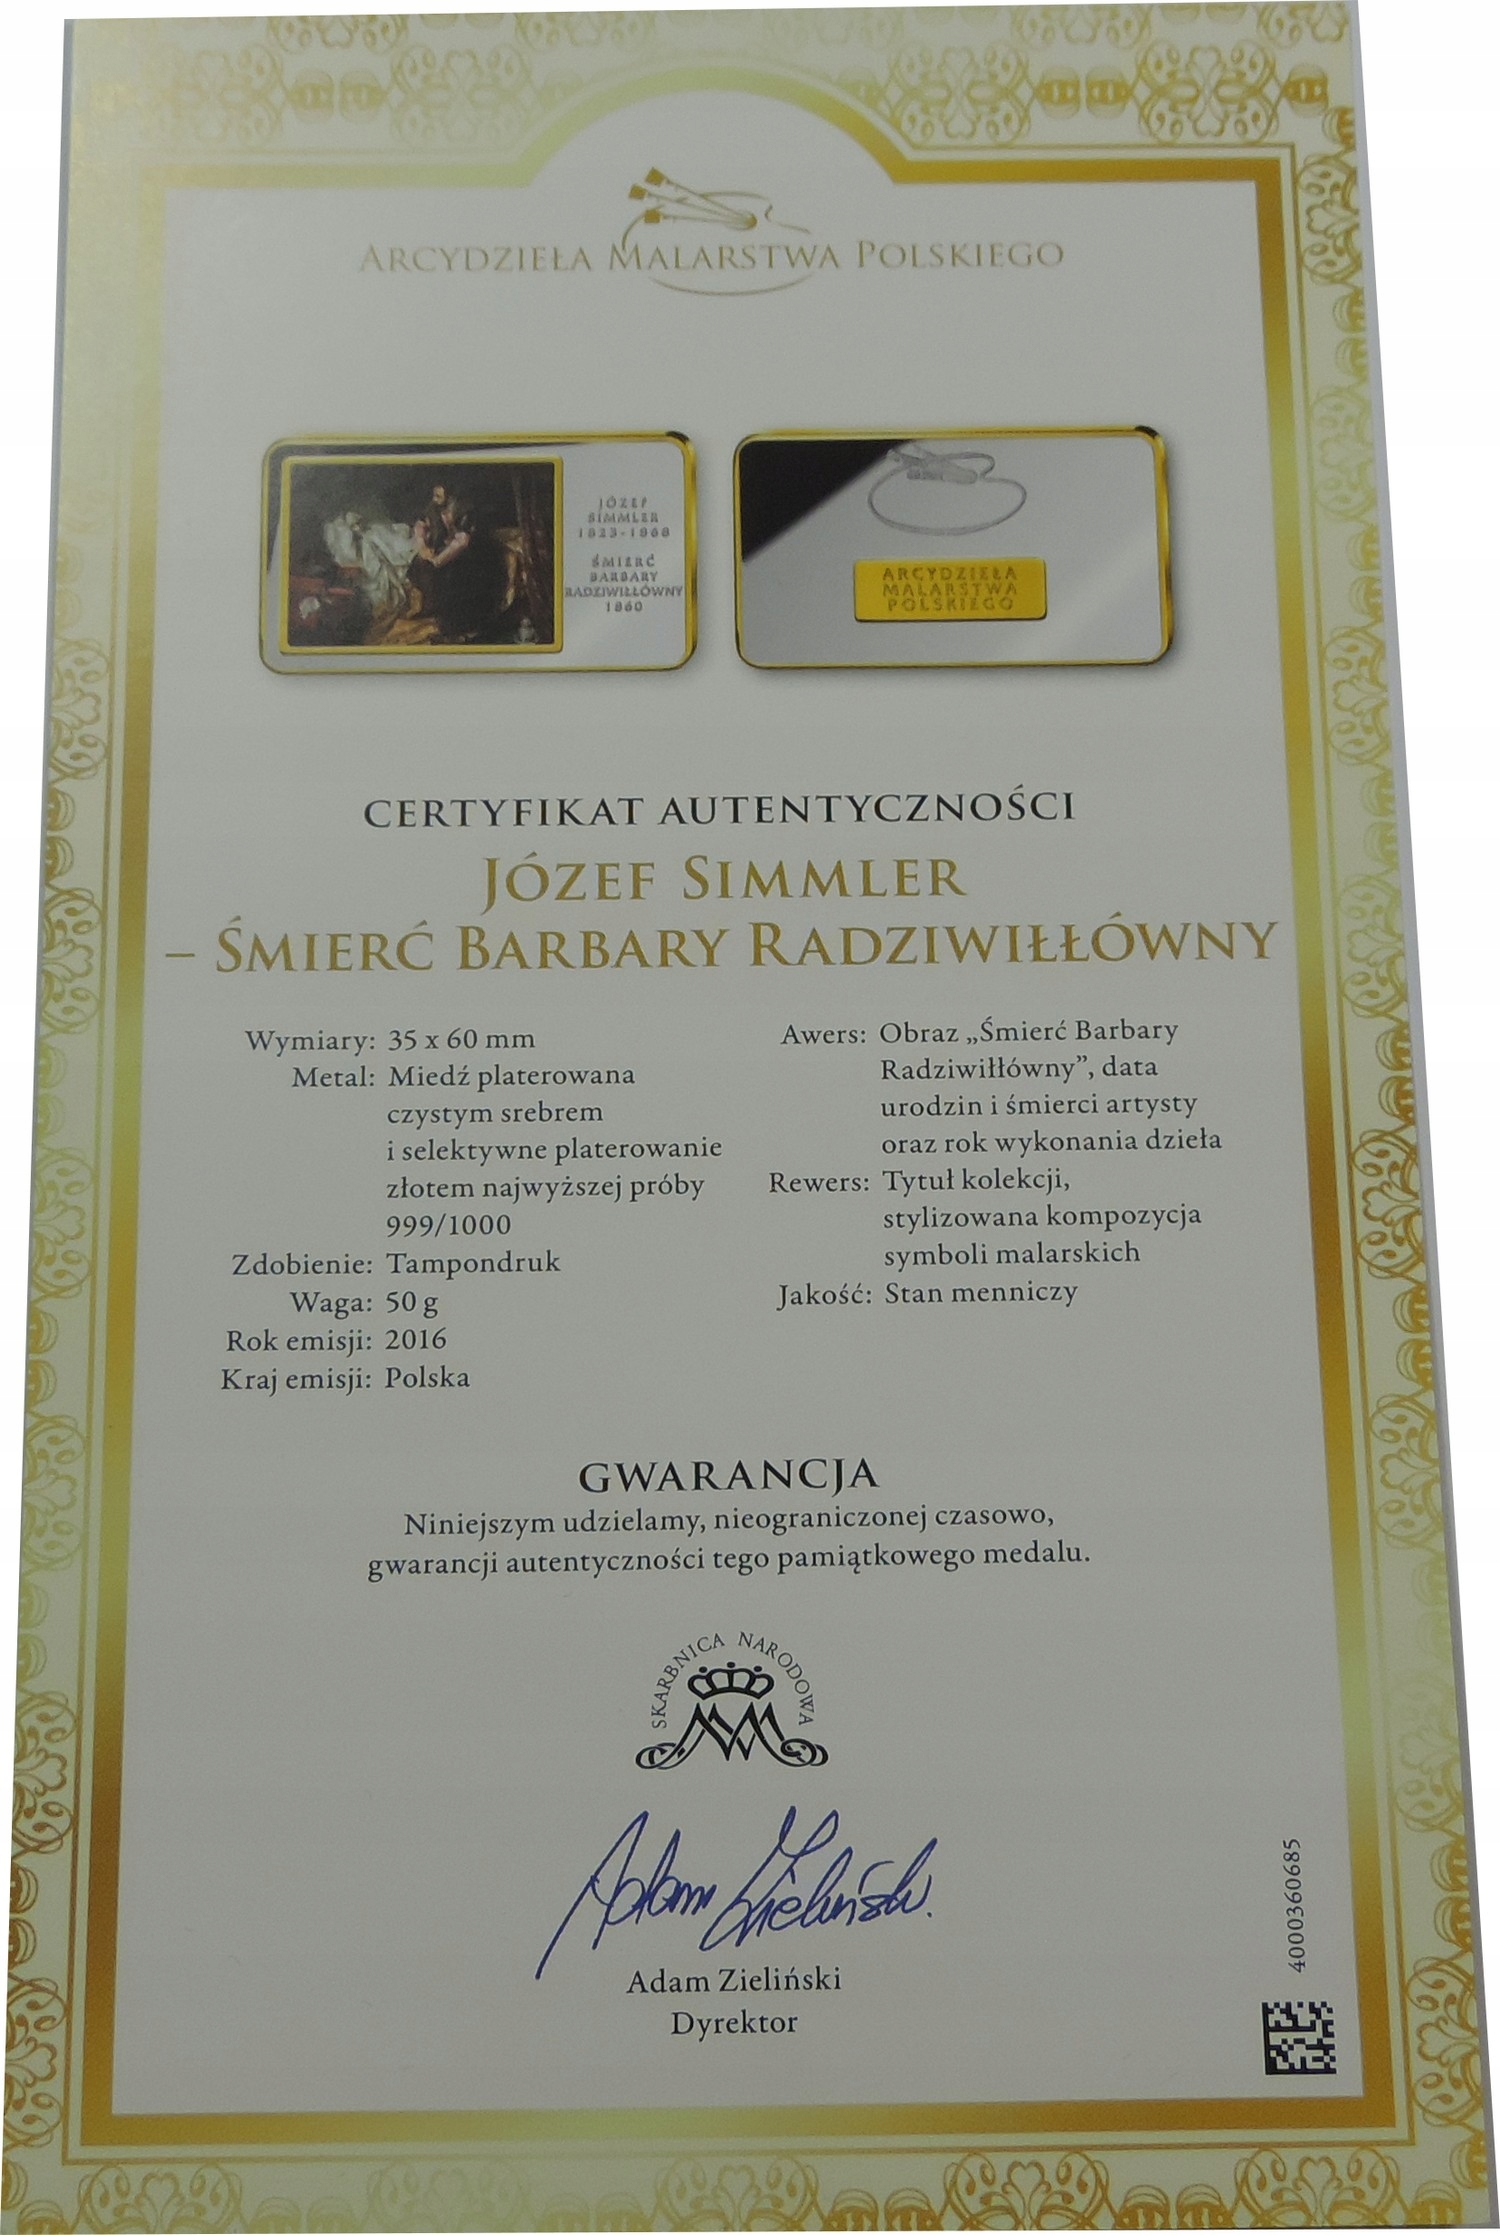 ARCYDZIEŁA MALARSTWA POLSKIEGO
JÓZEF
SIMMLER
1823-1868
ŚMIERĆ
BARBARY
RADZIWIŁŁÓWNY
1860
ARCYDZIEŁA
MALARSTWA
POLSKIEGO
CERTYFIKAT AUTENTYCZNOŚCI
JÓZEF SIMMLER
– ŚMIERĆ BARBARY RADZIWIŁŁÓWNY
Wymiary: 35 x 60 mm
Metal: Miedź platerowana
czystym srebrem
i selektywne platerowanie
złotem najwyższej próby
999/1000
Zdobienie: Tampondruk
Waga: 50 g
Rok emisji: 2016
Kraj emisji: Polska
Awers: Obraz „Śmierć Barbary
Radziwiłłówny”, data
urodzin i śmierci artysty
oraz rok wykonania dzieła
Rewers: Tytuł kolekcji,
stylizowana kompozycja
symboli malarskich
Jakość: Stan menniczy
GWARANCJA
Niniejszym udzielamy, nieograniczonej czasowo,
gwarancji autentyczności tego pamiątkowego medalu.
SKARBNICA NARODOWA
Adam Zieliński
Adam Zieliński
Dyrektor
4000360685